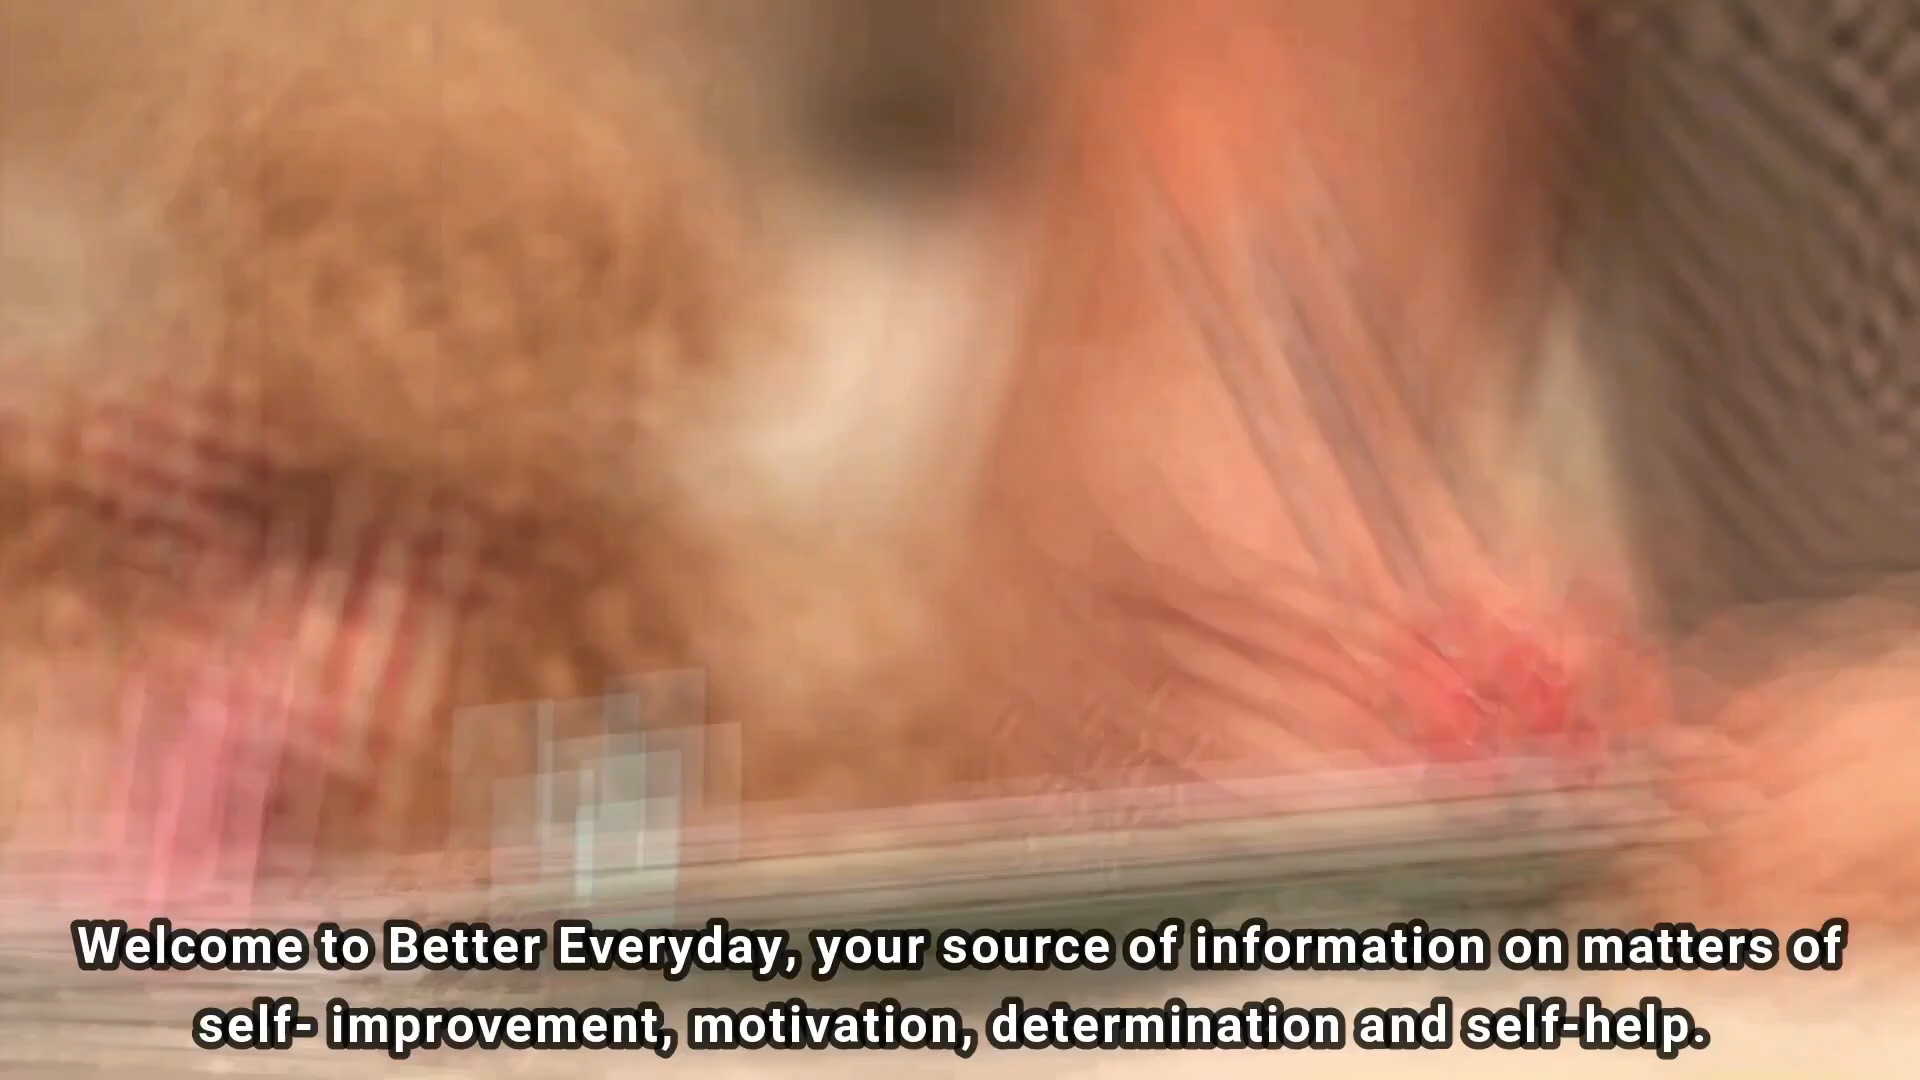 Welcome to Better Everyday, your source of information on matters of
self- improvement, motivation, determination and self-help.